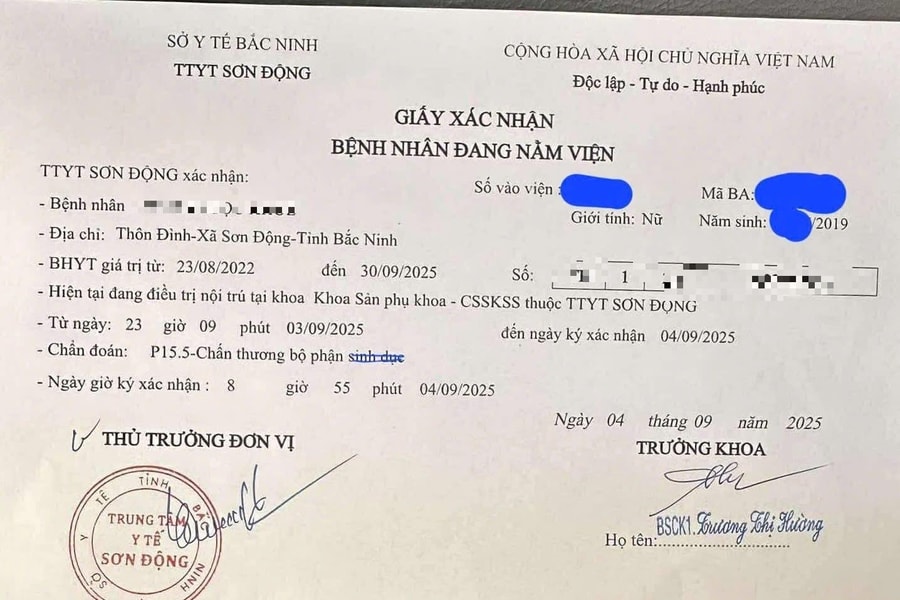 SỞ Y TẾ BẮC NINH
TTYT SƠN ĐỘNG
CỘNG HÒA XÃ HỘI CHỦ NGHĨA VIỆT NAM
Độc lập - Tự do - Hạnh phúc
GIẤY XÁC NHẬN
BỆNH NHÂN ĐANG NẰM VIỆN
TTYT SƠN ĐỘNG xác nhận:
Số vào viện :
Mã BA:
- Bệnh nhân
Giới tính: Nữ
Năm sinh: /2019
- Địa chỉ: Thôn Đình-Xã Sơn Động-Tỉnh Bắc Ninh
- BHYT giá trị từ: 23/08/2022 đến 30/09/2025 Số: 1
- Hiện tại đang điều trị nội trú tại khoa Khoa Sản phụ khoa - CSSKSS thuộc TTYT SƠN ĐỘNG
- Từ ngày: 23 giờ 09 phút 03/09/2025 đến ngày ký xác nhận 04/09/2025
- Chẩn đoán: P15.5-Chấn thương bộ phận sinh dục
- Ngày giờ ký xác nhận : 8 giờ 55 phút 04/09/2025
Ngày 04 tháng 09 năm 2025
THỦ TRƯỞNG ĐƠN VỊ
TRƯỞNG KHOA
SỞ Y TẾ TỈNH BẮC NINH
TRUNG TÂM
Y TẾ
SƠN ĐỘNG
BSCK1. Trương Thị Hường
Họ tên: